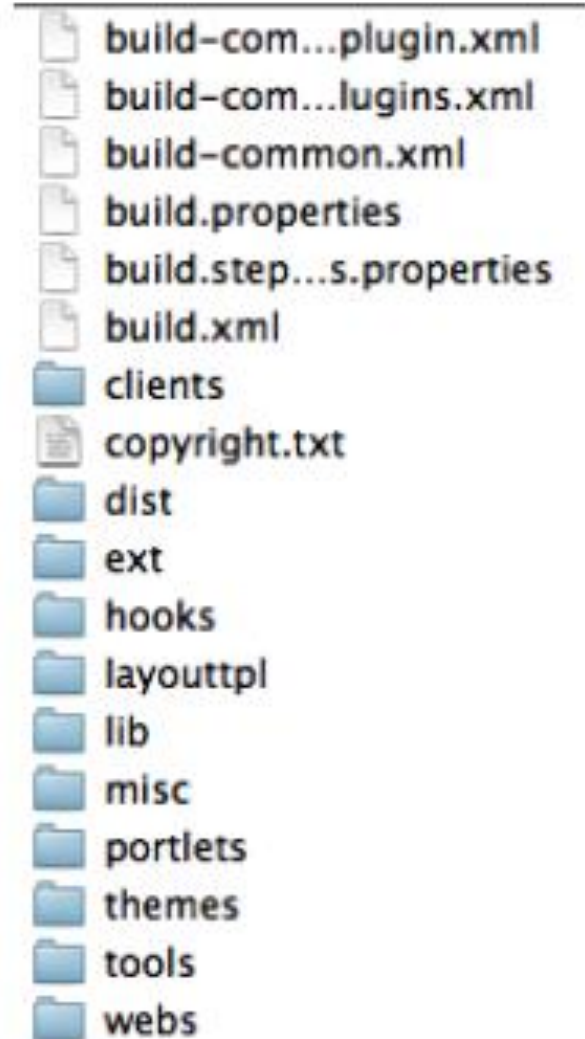 build-com...plugin.xml
build-com...lugins.xml
build-common.xml
build.properties
build.step...s.properties
build.xml
clients
copyright.txt
dist
ext
hooks
layouttpl
lib
misc
portlets
themes
tools
webs